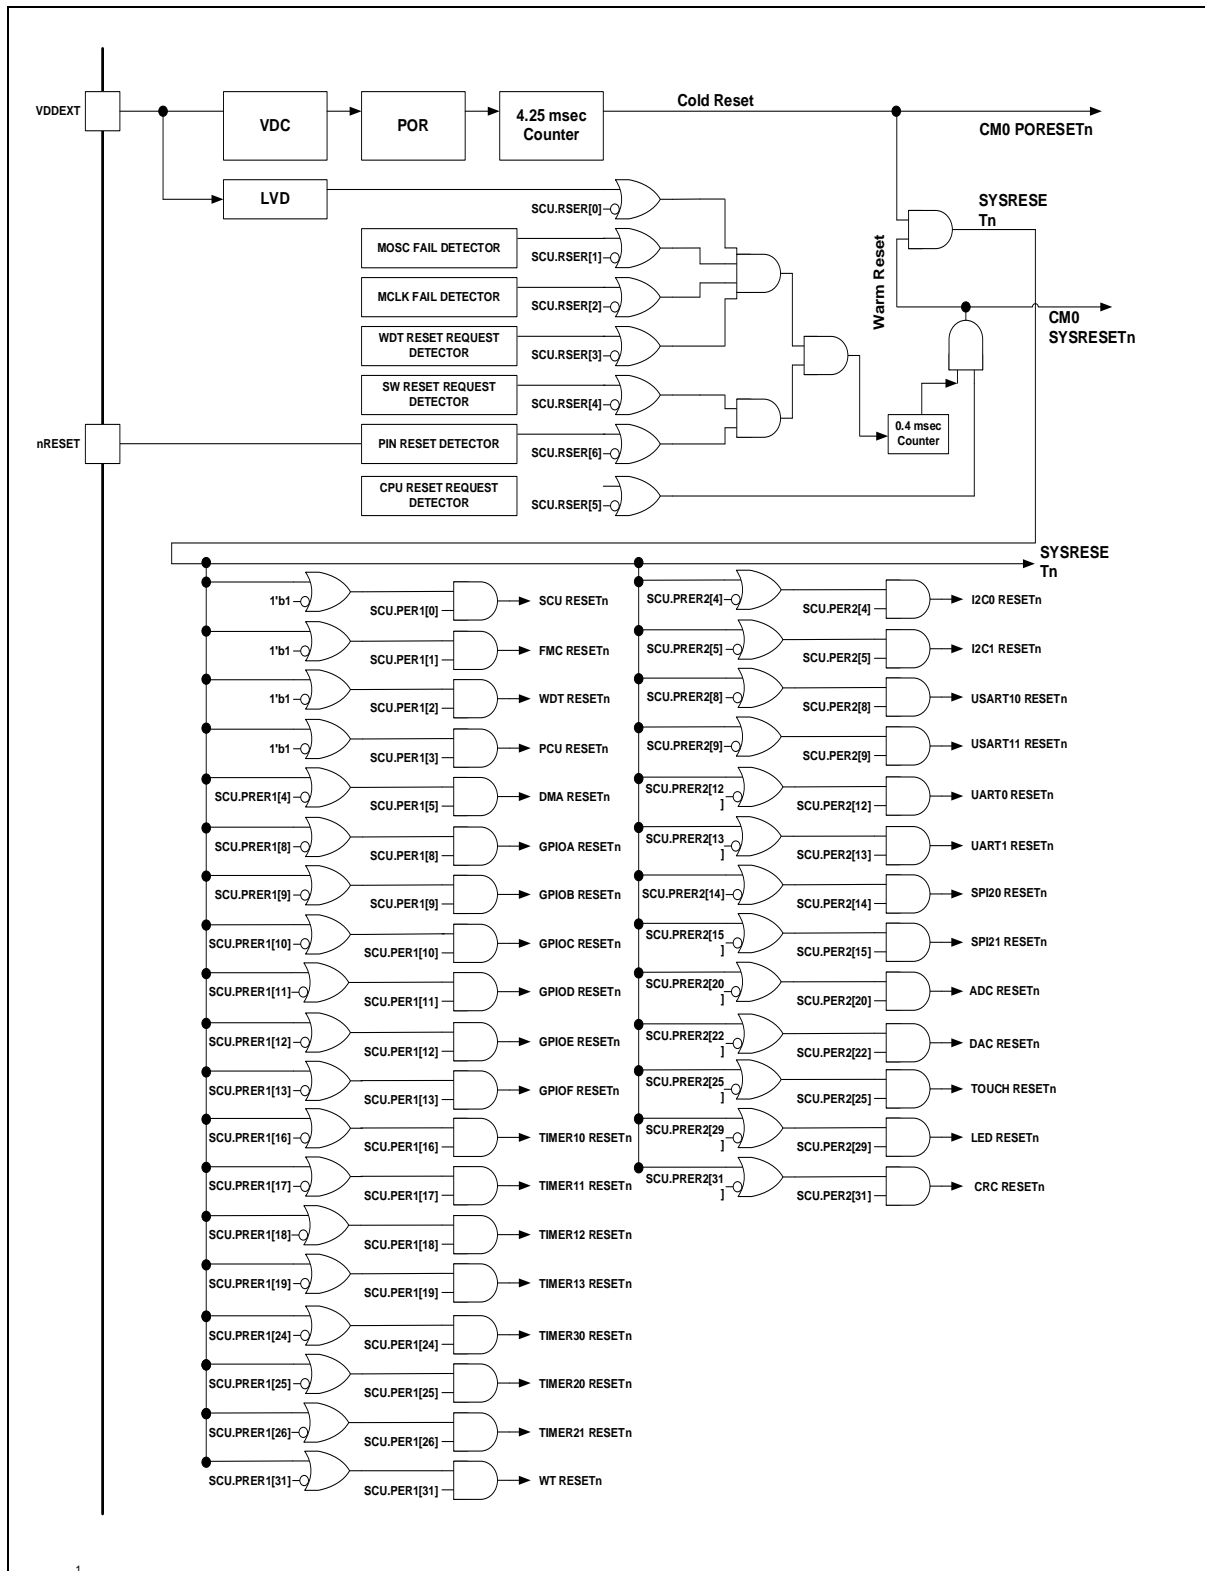 VDDEXT
VDC
POR
4.25 msec
Counter
Cold Reset
CM0 PORESETn
LVD
SCU.RSER[0]
SYSRESE
Tn
MOSC FAIL DETECTOR
SCU.RSER[1]
Warm Reset
MCLK FAIL DETECTOR
SCU.RSER[2]
CM0
SYSRESETn
WDT RESET REQUEST
DETECTOR
SCU.RSER[3]
SW RESET REQUEST
DETECTOR
SCU.RSER[4]
0.4 msec
Counter
nRESET
PIN RESET DETECTOR
SCU.RSER[6]
CPU RESET REQUEST
DETECTOR
SCU.RSER[5]
SYSRESE
Tn
1'b1
SCU.PER1[0]
SCU RESETn
1'b1
SCU.PER1[1]
FMC RESETn
1'b1
SCU.PER1[2]
WDT RESETn
1'b1
SCU.PER1[3]
PCU RESETn
SCU.PRER1[4]
SCU.PER1[5]
DMA RESETn
SCU.PRER1[8]
SCU.PER1[8]
GPIOA RESETn
SCU.PRER1[9]
SCU.PER1[9]
GPIOB RESETn
SCU.PRER1[10]
SCU.PER1[10]
GPIOC RESETn
SCU.PRER1[11]
SCU.PER1[11]
GPIOD RESETn
SCU.PRER1[12]
SCU.PER1[12]
GPIOE RESETn
SCU.PRER1[13]
SCU.PER1[13]
GPIOF RESETn
SCU.PRER1[16]
SCU.PER1[16]
TIMER10 RESETn
SCU.PRER1[17]
SCU.PER1[17]
TIMER11 RESETn
SCU.PRER1[18]
SCU.PER1[18]
TIMER12 RESETn
SCU.PRER1[19]
SCU.PER1[19]
TIMER13 RESETn
SCU.PRER1[24]
SCU.PER1[24]
TIMER30 RESETn
SCU.PRER1[25]
SCU.PER1[25]
TIMER20 RESETn
SCU.PRER1[26]
SCU.PER1[26]
TIMER21 RESETn
SCU.PRER1[31]
SCU.PER1[31]
WT RESETn
SCU.PRER2[4]
SCU.PER2[4]
I2C0 RESETn
SCU.PRER2[5]
SCU.PER2[5]
I2C1 RESETn
SCU.PRER2[8]
SCU.PER2[8]
USART10 RESETn
SCU.PRER2[9]
SCU.PER2[9]
USART11 RESETn
SCU.PRER2[12
]
SCU.PER2[12]
UART0 RESETn
SCU.PRER2[13
]
SCU.PER2[13]
UART1 RESETn
SCU.PRER2[14]
SCU.PER2[14]
SPI20 RESETn
SCU.PRER2[15
]
SCU.PER2[15]
SPI21 RESETn
SCU.PRER2[20
]
SCU.PER2[20]
ADC RESETn
SCU.PRER2[22
]
SCU.PER2[22]
DAC RESETn
SCU.PRER2[25
]
SCU.PER2[25]
TOUCH RESETn
SCU.PRER2[29
]
SCU.PER2[29]
LED RESETn
SCU.PRER2[31
]
SCU.PER2[31]
CRC RESETn
1